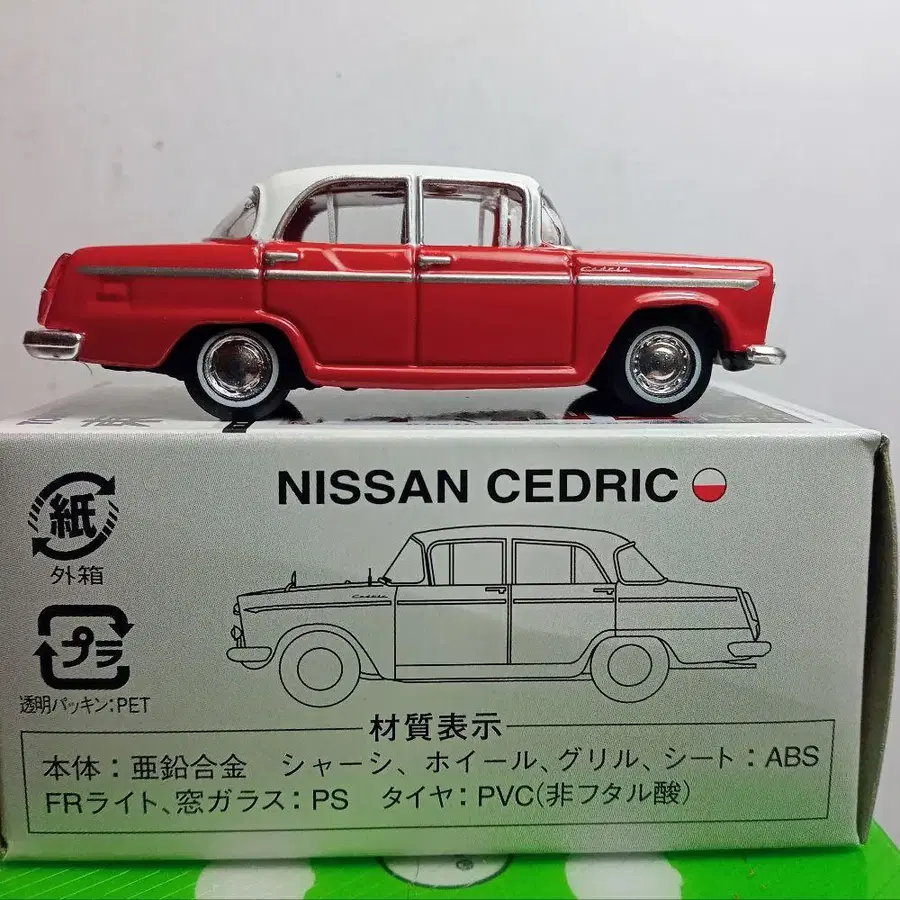 Cedric
NISSAN CEDRIC
紙
外箱
Cedric
プラ
透明パッキン:PET
材質表示
本体:亜鉛合金 シャーシ、ホイール、グリル、シート:ABS
FRライト、窓ガラス:PS タイヤ:PVC(非フタル酸)